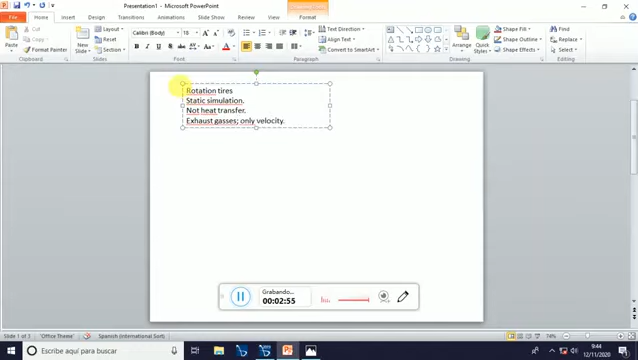 Presentation1 - Microsoft PowerPoint
File
Home
Insert
Design
Transitions
Animations
Slide Show
Review
View
Format
Paste
Cut
Copy
Format Painter
Clipboard
New
Slide
Layout
Reset
Section
Slides
Calibri (Body)
18
Font
Paragraph
Text Direction
Align Text
Convert to SmartArt
Arrange
Quick
Styles
Shape Fill
Shape Outline
Shape Effects
Drawing
Find
Replace
Select
Editing
Rotation tires
Static simulation.
Not heat transfer.
Exhaust gasses; only velocity.
Grabando...
00:02:55
Slide 1 of 3
"Office Theme"
Spanish (International Sort)
74%
Escribe aquí para buscar
9:44
12/11/2020